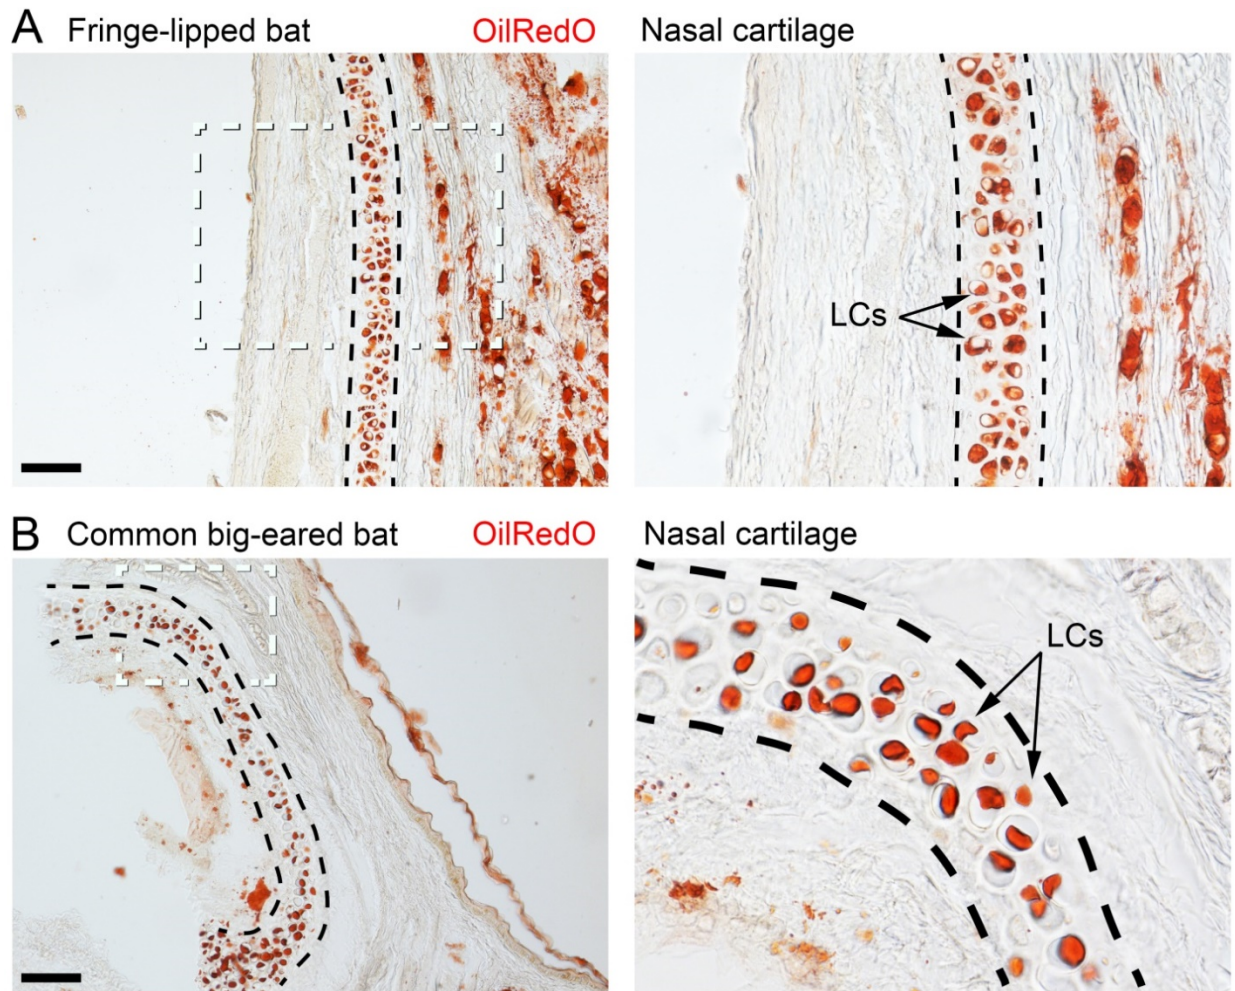 A Fringe-lipped bat OilRedO Nasal cartilage
LCs
B Common big-eared bat OilRedO Nasal cartilage
LCs